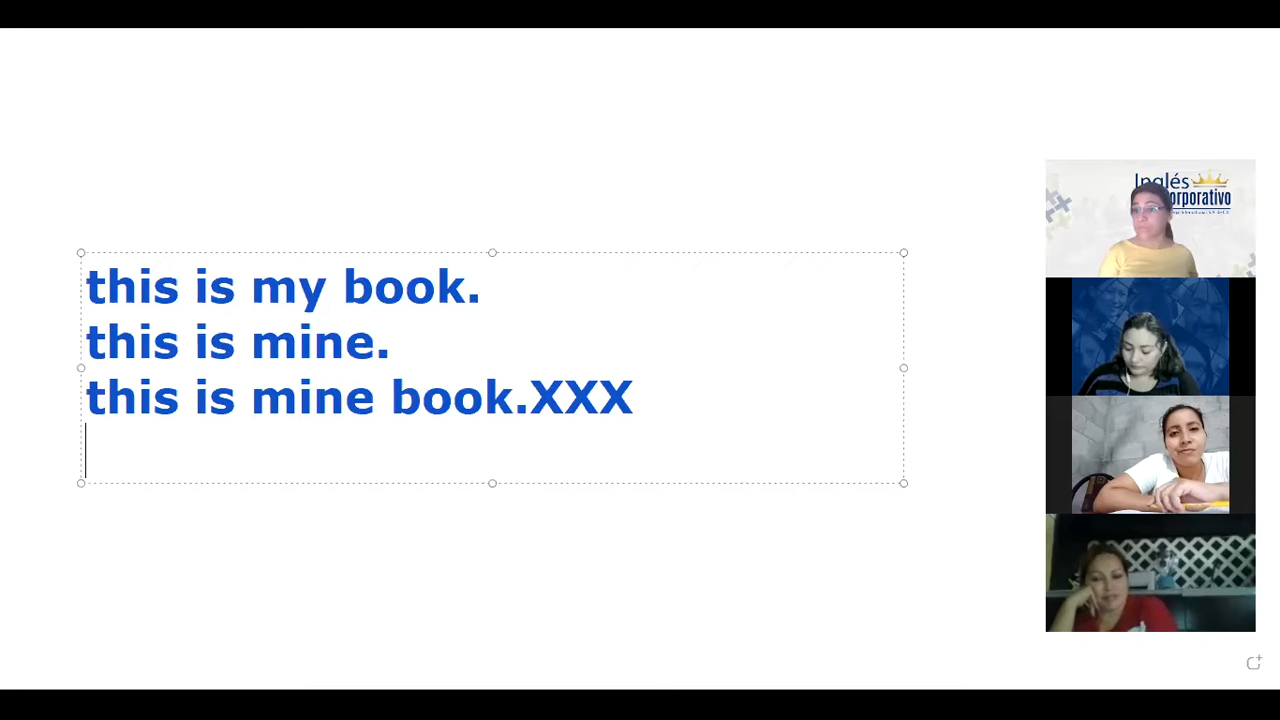 this is my book.
this is mine.
this is mine book.XXX
Inglés
Corporativo